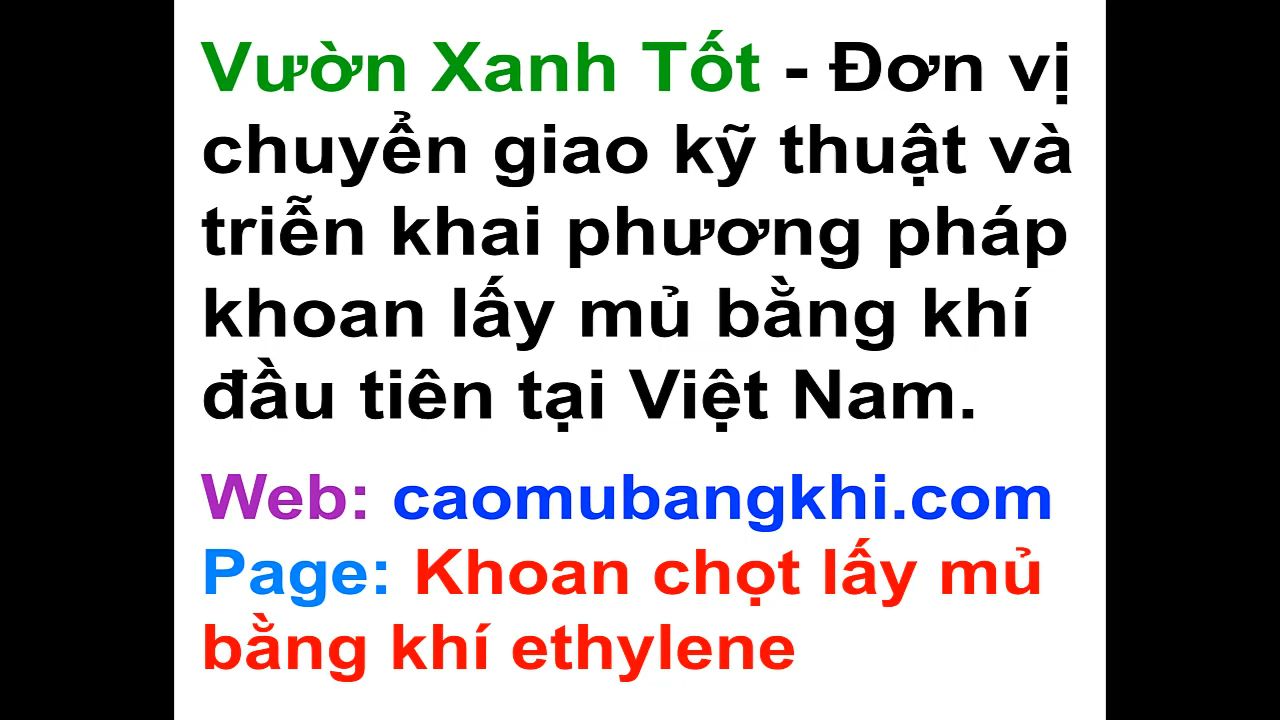 Vườn Xanh Tốt - Đơn vị
chuyển giao kỹ thuật và
triễn khai phương pháp
khoan lấy mủ bằng khí
đầu tiên tại Việt Nam.
Web: caomubangkhi.com
Page: Khoan chọt lấy mủ
bằng khí ethylene